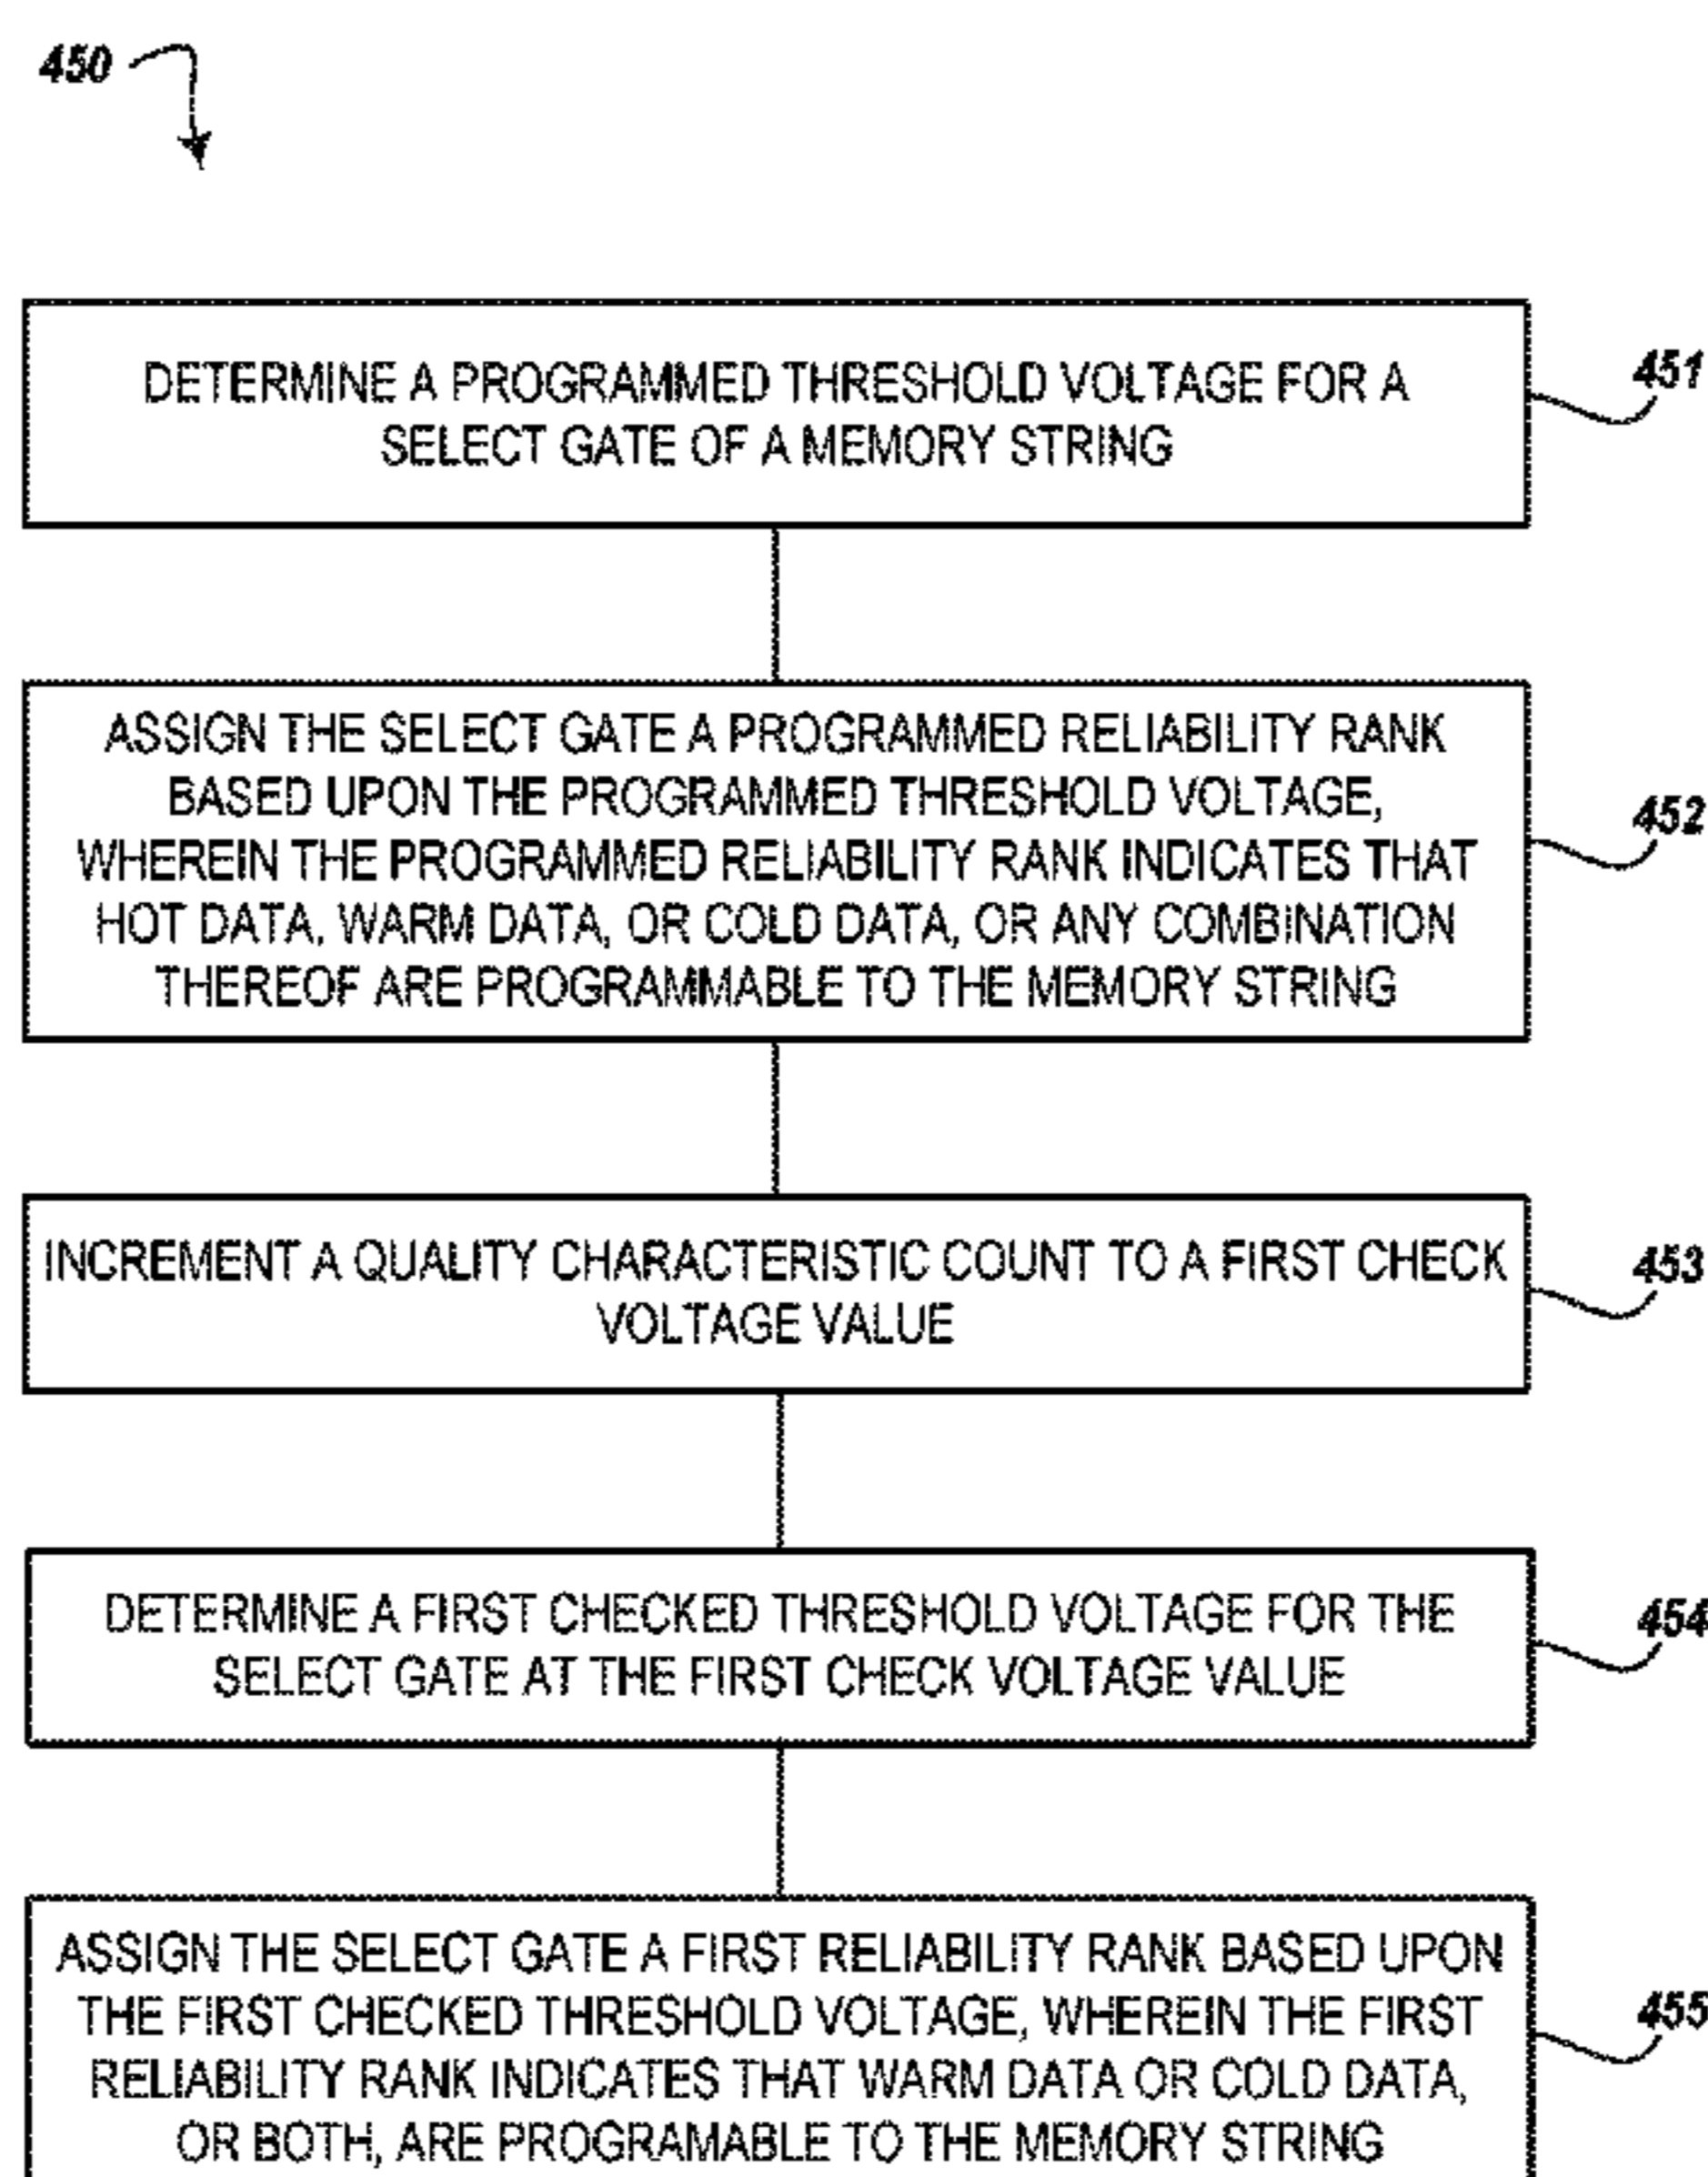 450
DETERMINE A PROGRAMMED THRESHOLD VOLTAGE FOR A
SELECT GATE OF A MEMORY STRING
451
ASSIGN THE SELECT GATE A PROGRAMMED RELIABILITY RANK
BASED UPON THE PROGRAMMED THRESHOLD VOLTAGE,
WHEREIN THE PROGRAMMED RELIABILITY RANK INDICATES THAT
HOT DATA, WARM DATA, OR COLD DATA, OR ANY COMBINATION
THEREOF ARE PROGRAMMABLE TO THE MEMORY STRING
452
INCREMENT A QUALITY CHARACTERISTIC COUNT TO A FIRST CHECK
VOLTAGE VALUE
453
DETERMINE A FIRST CHECKED THRESHOLD VOLTAGE FOR THE
SELECT GATE AT THE FIRST CHECK VOLTAGE VALUE
454
ASSIGN THE SELECT GATE A FIRST RELIABILITY RANK BASED UPON
THE FIRST CHECKED THRESHOLD VOLTAGE, WHEREIN THE FIRST
RELIABILITY RANK INDICATES THAT WARM DATA OR COLD DATA,
OR BOTH, ARE PROGRAMABLE TO THE MEMORY STRING
455